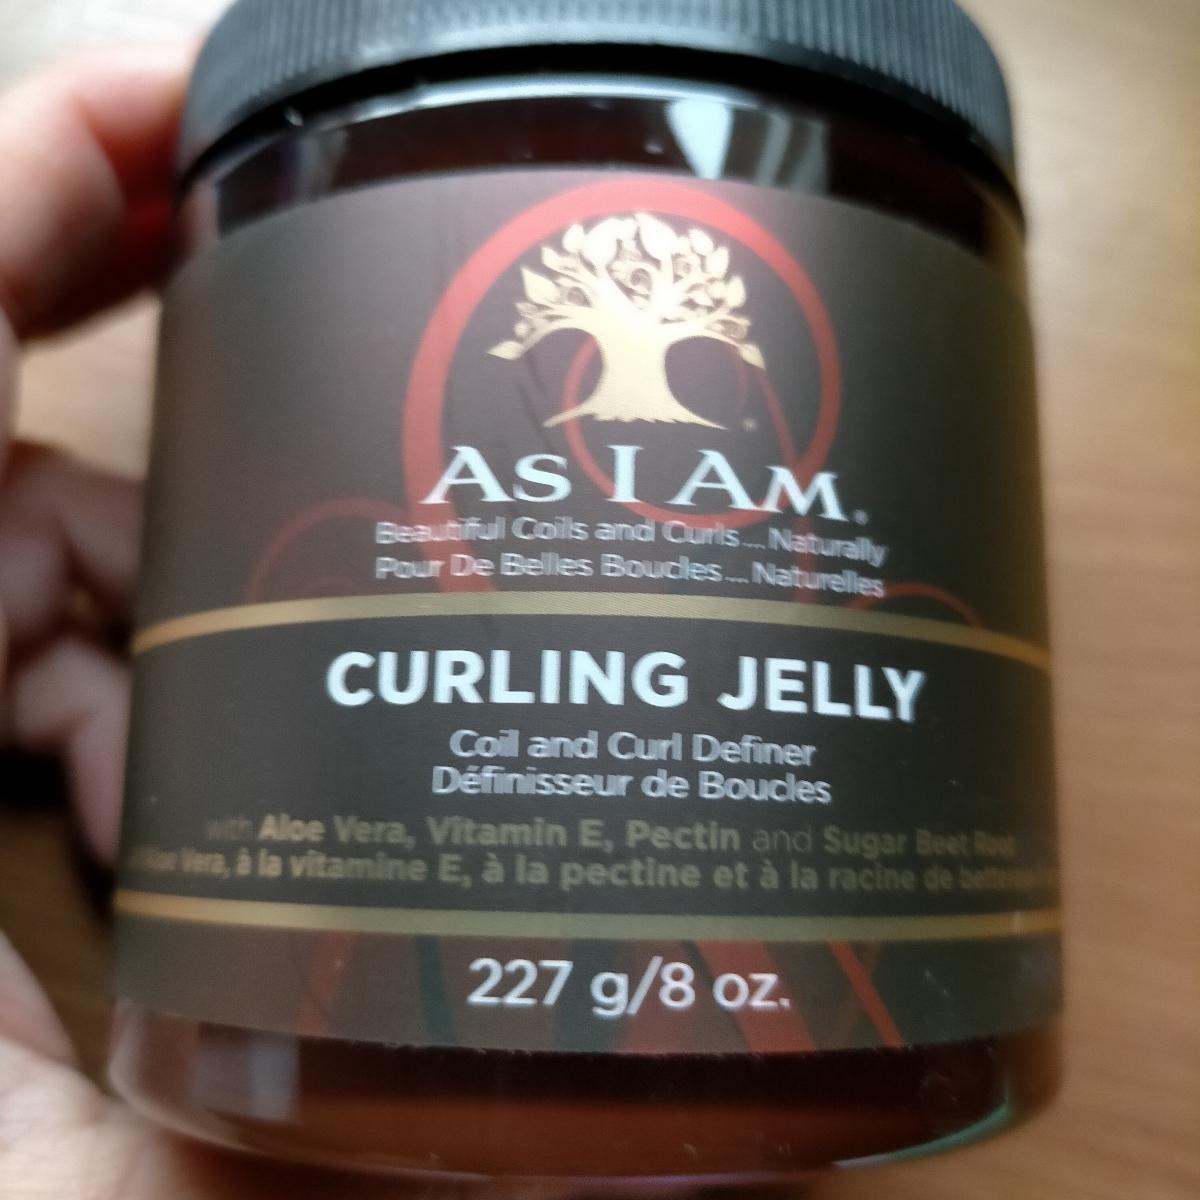 As I Am®
Beautiful Coils and Curls... Naturally
Pour De Belles Boucles... Naturelles
CURLING JELLY
Coil and Curl Definer
Définisseur de Boucles
with Aloe Vera, Vitamin E, Pectin and Sugar Beet Root
Aloe Vera, à la vitamine E, à la pectine et à la racine de
227 g/8 oz.